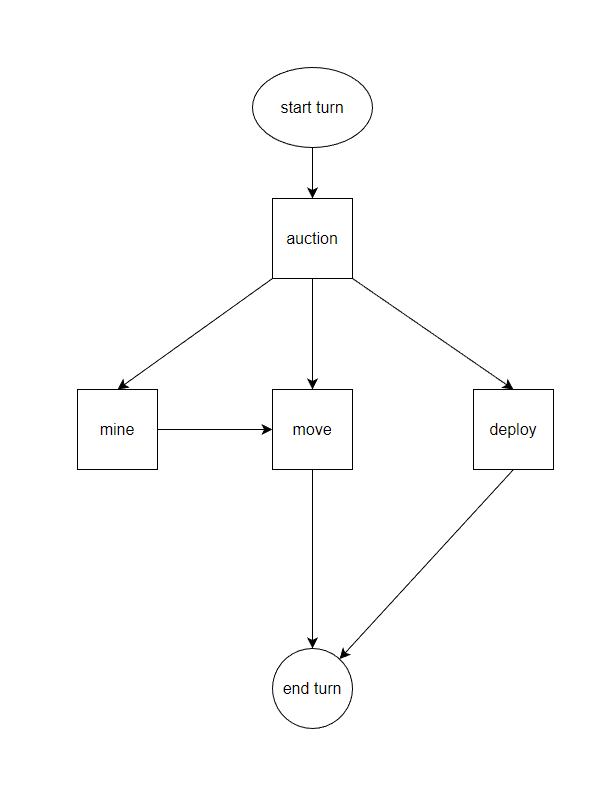 start turn
auction
mine
move
deploy
end turn